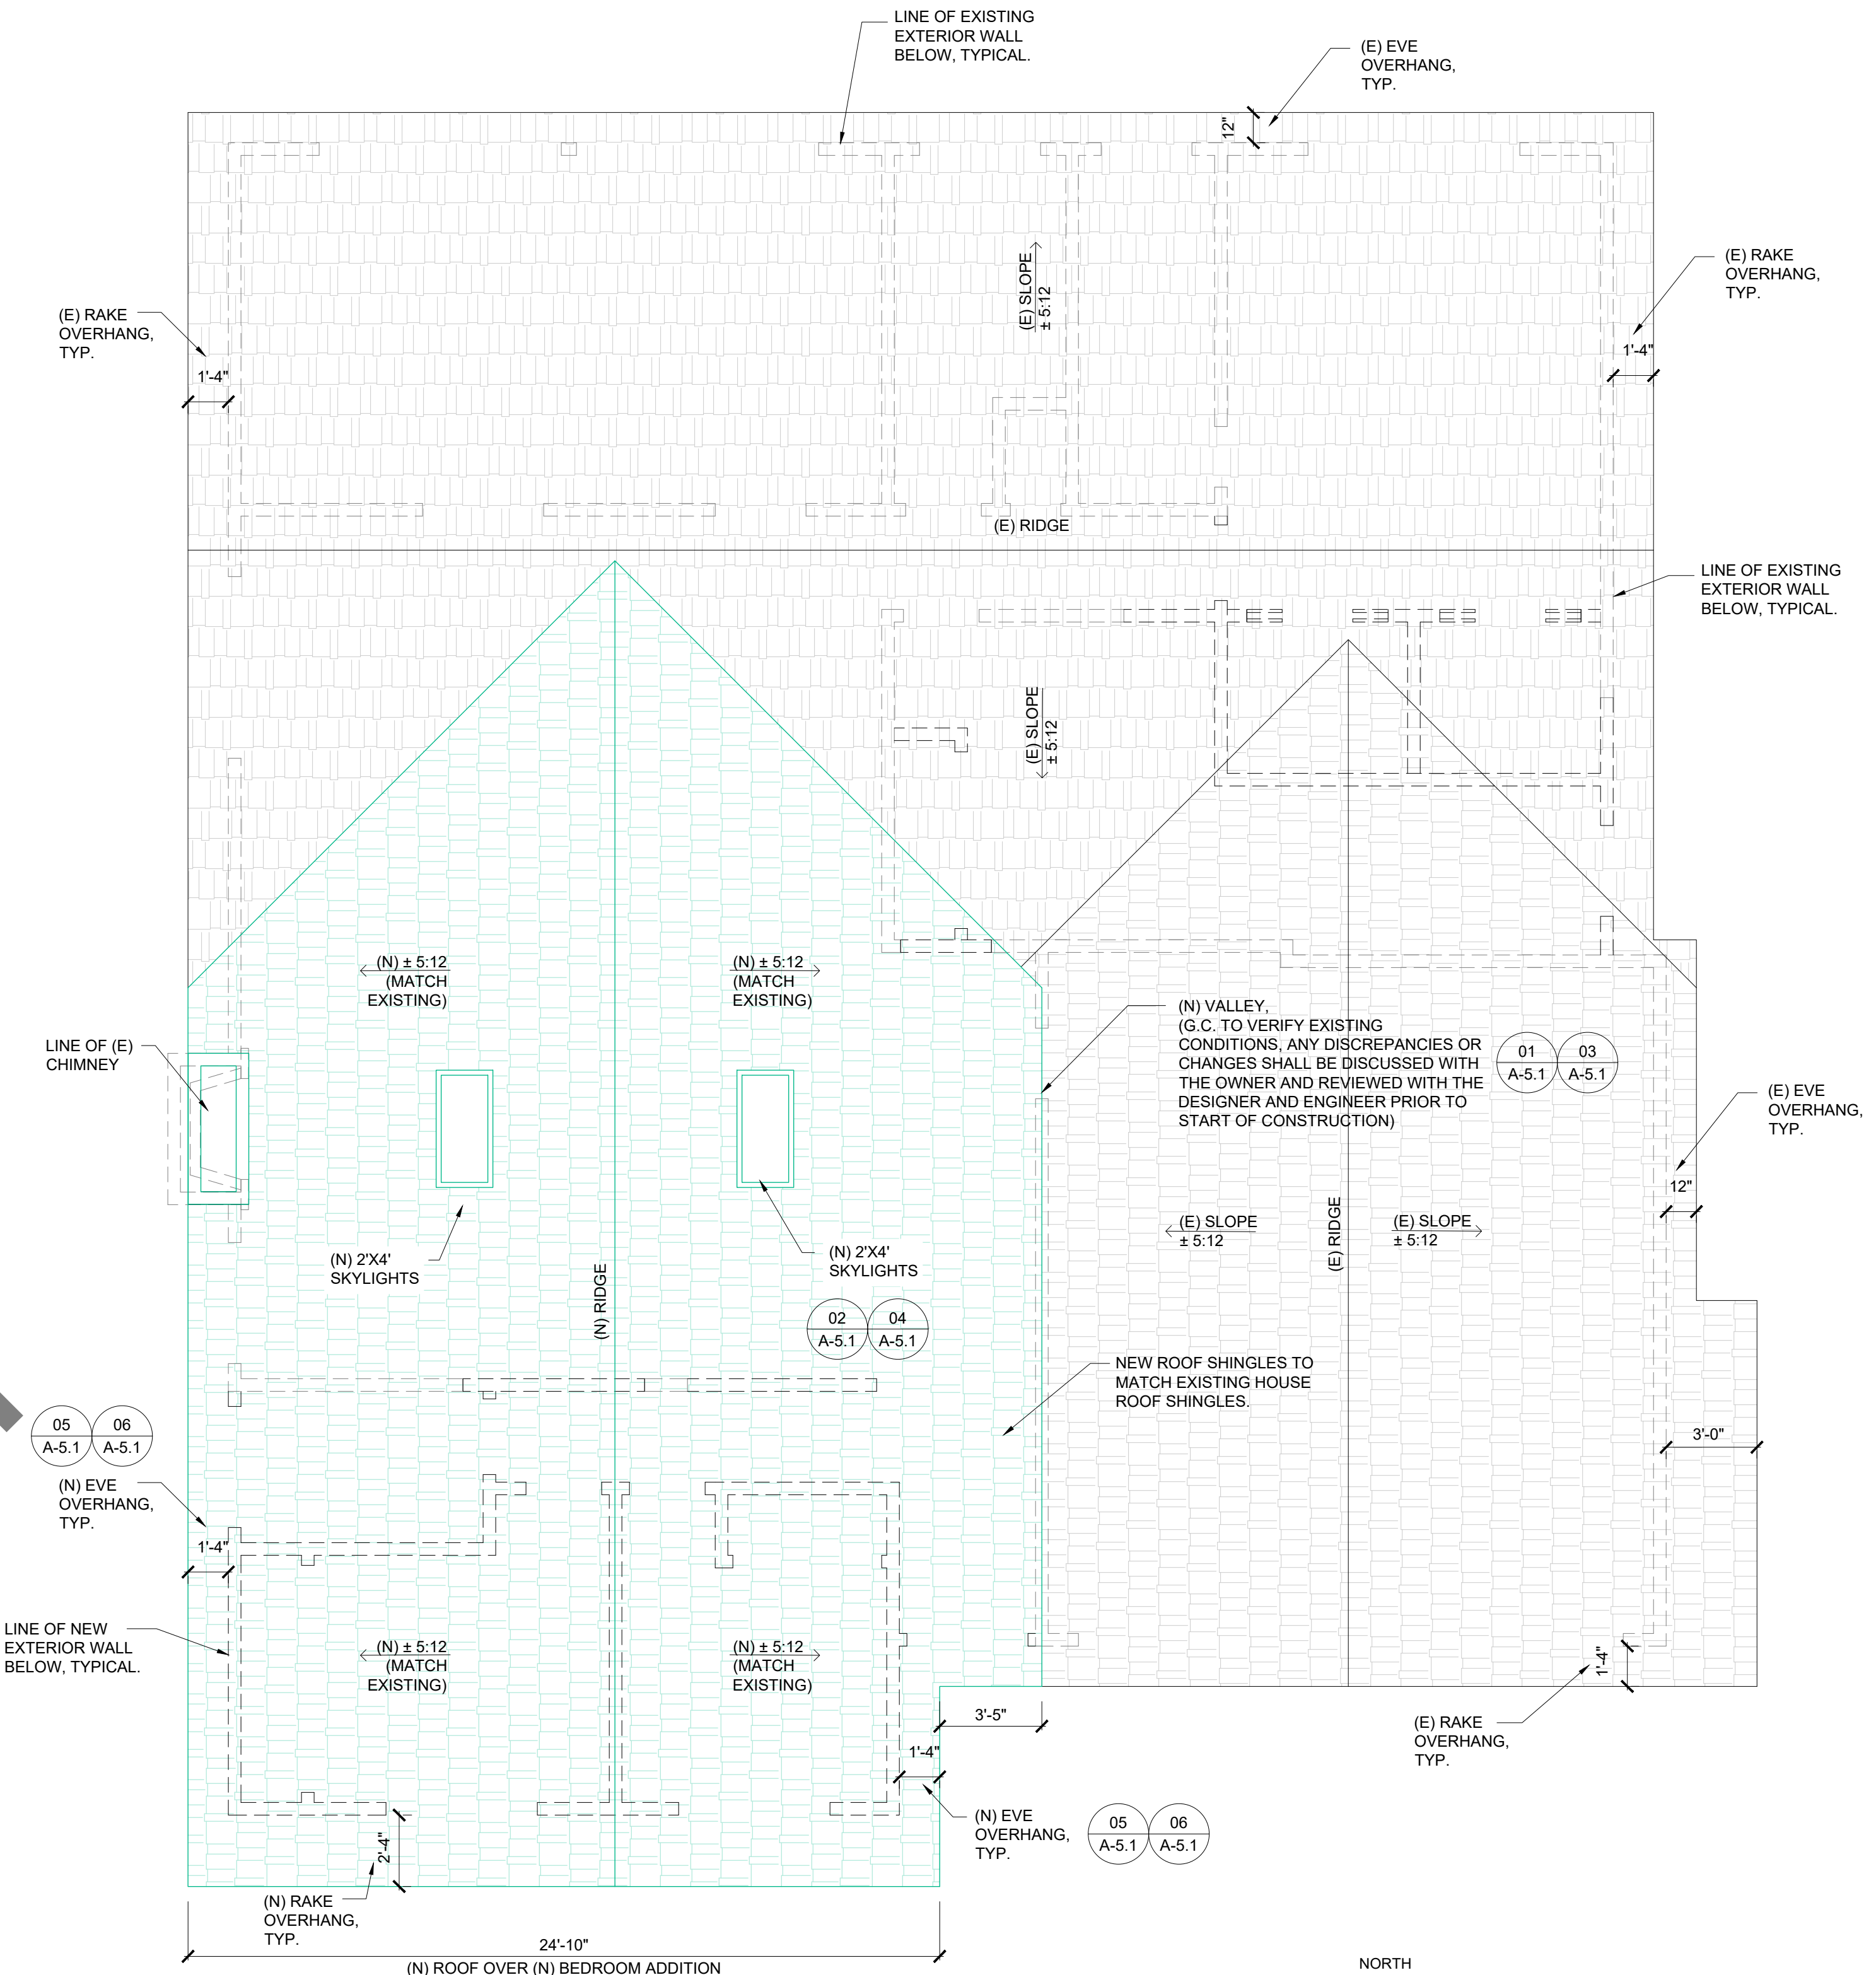 LINE OF EXISTING
EXTERIOR WALL
BELOW, TYPICAL.
(E) EVE
OVERHANG,
TYP.
12"
(E) RAKE
OVERHANG,
TYP.
1'-4"
(E) SLOPE
± 5:12
(E) RAKE
OVERHANG,
TYP.
1'-4"
(E) RIDGE
LINE OF EXISTING
EXTERIOR WALL
BELOW, TYPICAL.
(E) SLOPE
± 5:12
(N) ± 5:12
(MATCH
EXISTING)
(N) ± 5:12
(MATCH
EXISTING)
LINE OF (E)
CHIMNEY
(N) VALLEY,
(G.C. TO VERIFY EXISTING
CONDITIONS, ANY DISCREPANCIES OR
CHANGES SHALL BE DISCUSSED WITH
THE OWNER AND REVIEWED WITH THE
DESIGNER AND ENGINEER PRIOR TO
START OF CONSTRUCTION)
01
A-5.1
03
A-5.1
(E) EVE
OVERHANG,
TYP.
12"
(N) 2'X4'
SKYLIGHTS
(N) RIDGE
(N) 2'X4'
SKYLIGHTS
(E) SLOPE
± 5:12
(E) RIDGE
(E) SLOPE
± 5:12
02
A-5.1
04
A-5.1
NEW ROOF SHINGLES TO
MATCH EXISTING HOUSE
ROOF SHINGLES.
05
A-5.1
06
A-5.1
3'-0"
(N) EVE
OVERHANG,
TYP.
1'-4"
LINE OF NEW
EXTERIOR WALL
BELOW, TYPICAL.
(N) ± 5:12
(MATCH
EXISTING)
(N) ± 5:12
(MATCH
EXISTING)
1'-4"
3'-5"
1'-4"
(E) RAKE
OVERHANG,
TYP.
(N) EVE
OVERHANG,
TYP.
05
A-5.1
06
A-5.1
2'-4"
(N) RAKE
OVERHANG,
TYP.
24'-10"
(N) ROOF OVER (N) BEDROOM ADDITION
NORTH